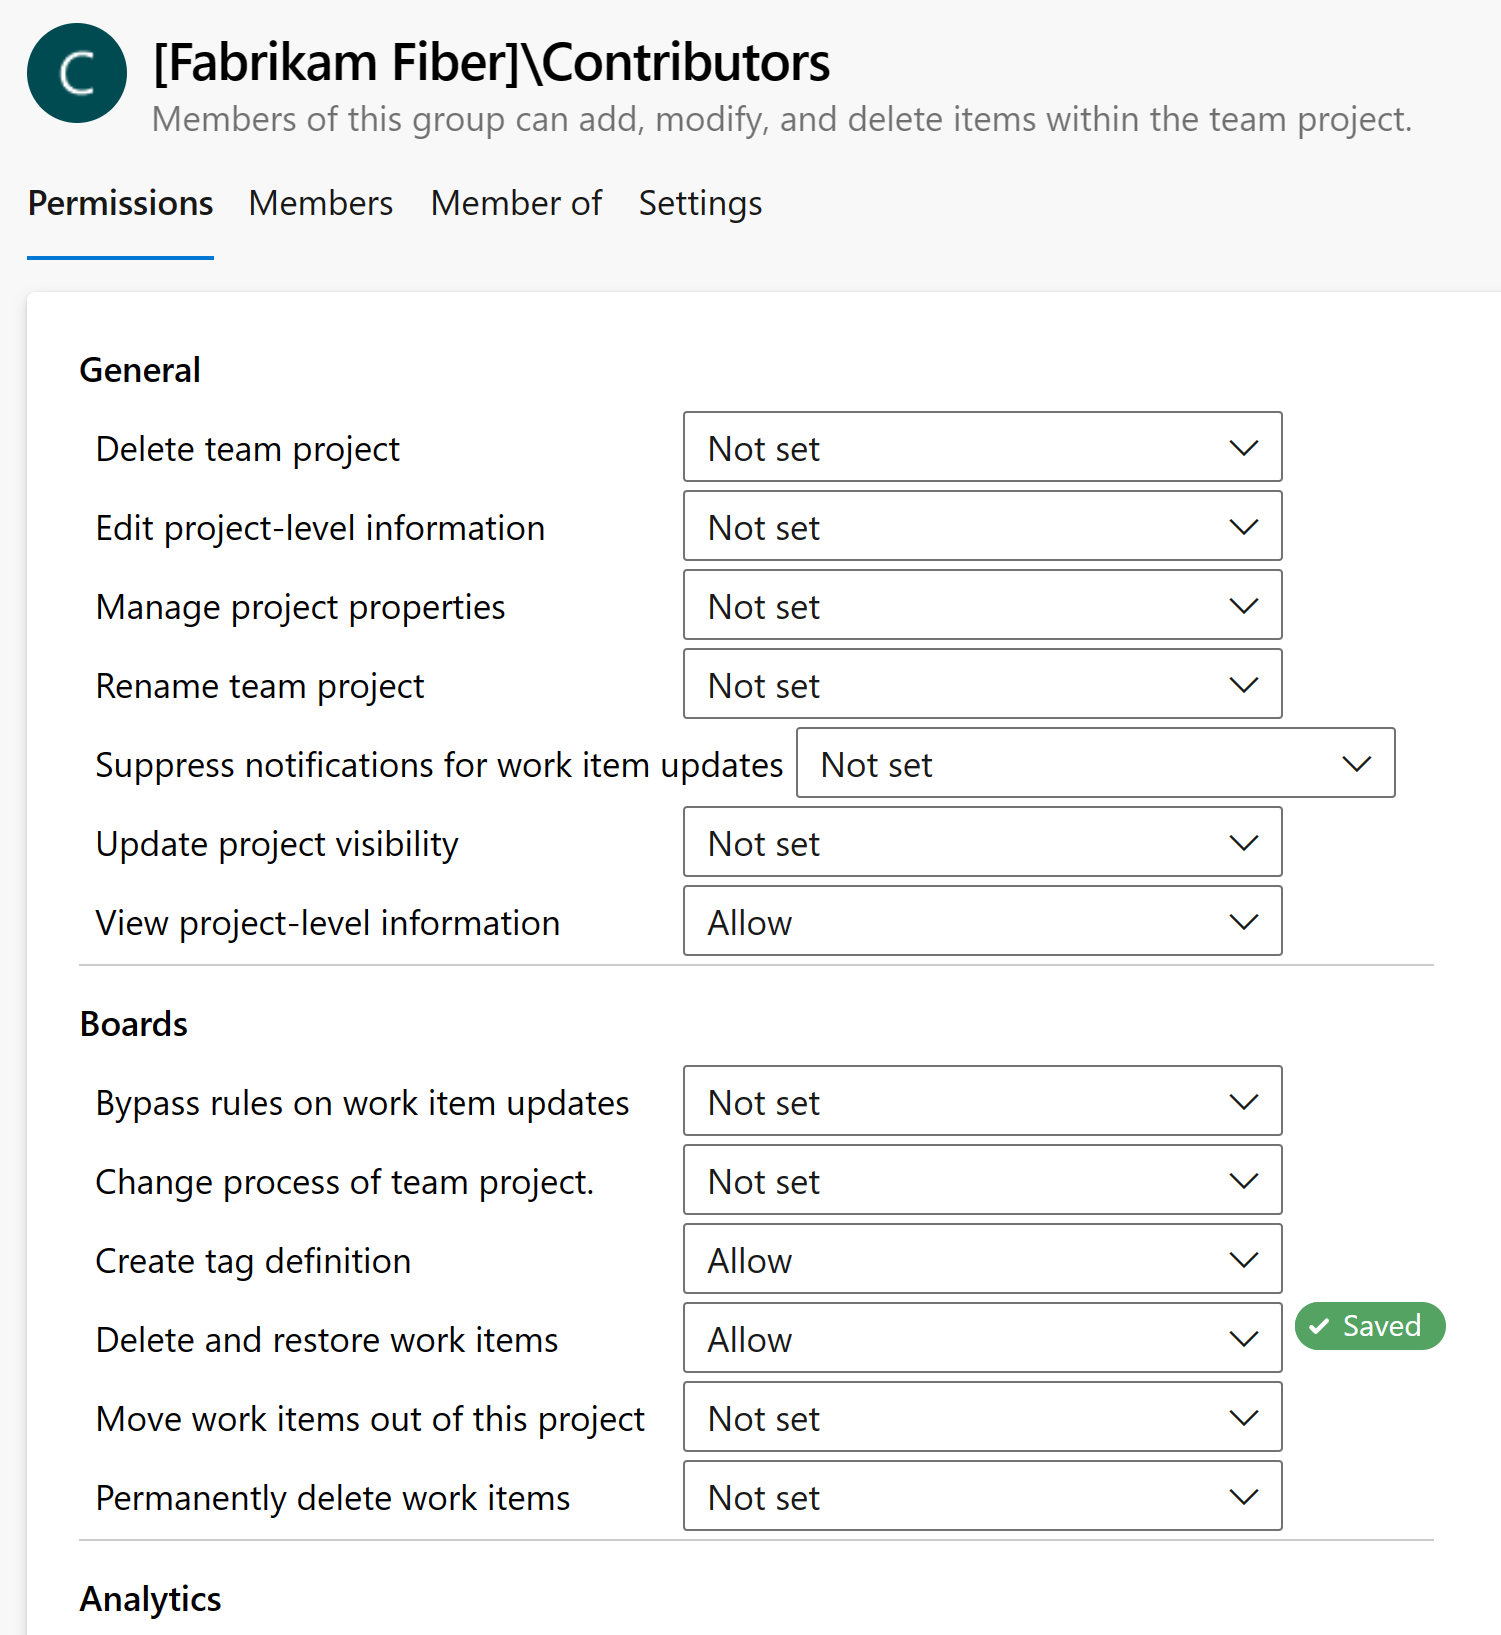 C
[Fabrikam Fiber]\Contributors
Members of this group can add, modify, and delete items within the team project.
Permissions Members Member of Settings
General
Delete team project Not set
Edit project-level information Not set
Manage project properties Not set
Rename team project Not set
Suppress notifications for work item updates Not set
Update project visibility Not set
View project-level information Allow
Boards
Bypass rules on work item updates Not set
Change process of team project. Not set
Create tag definition Allow
Delete and restore work items Allow Saved
Move work items out of this project Not set
Permanently delete work items Not set
Analytics